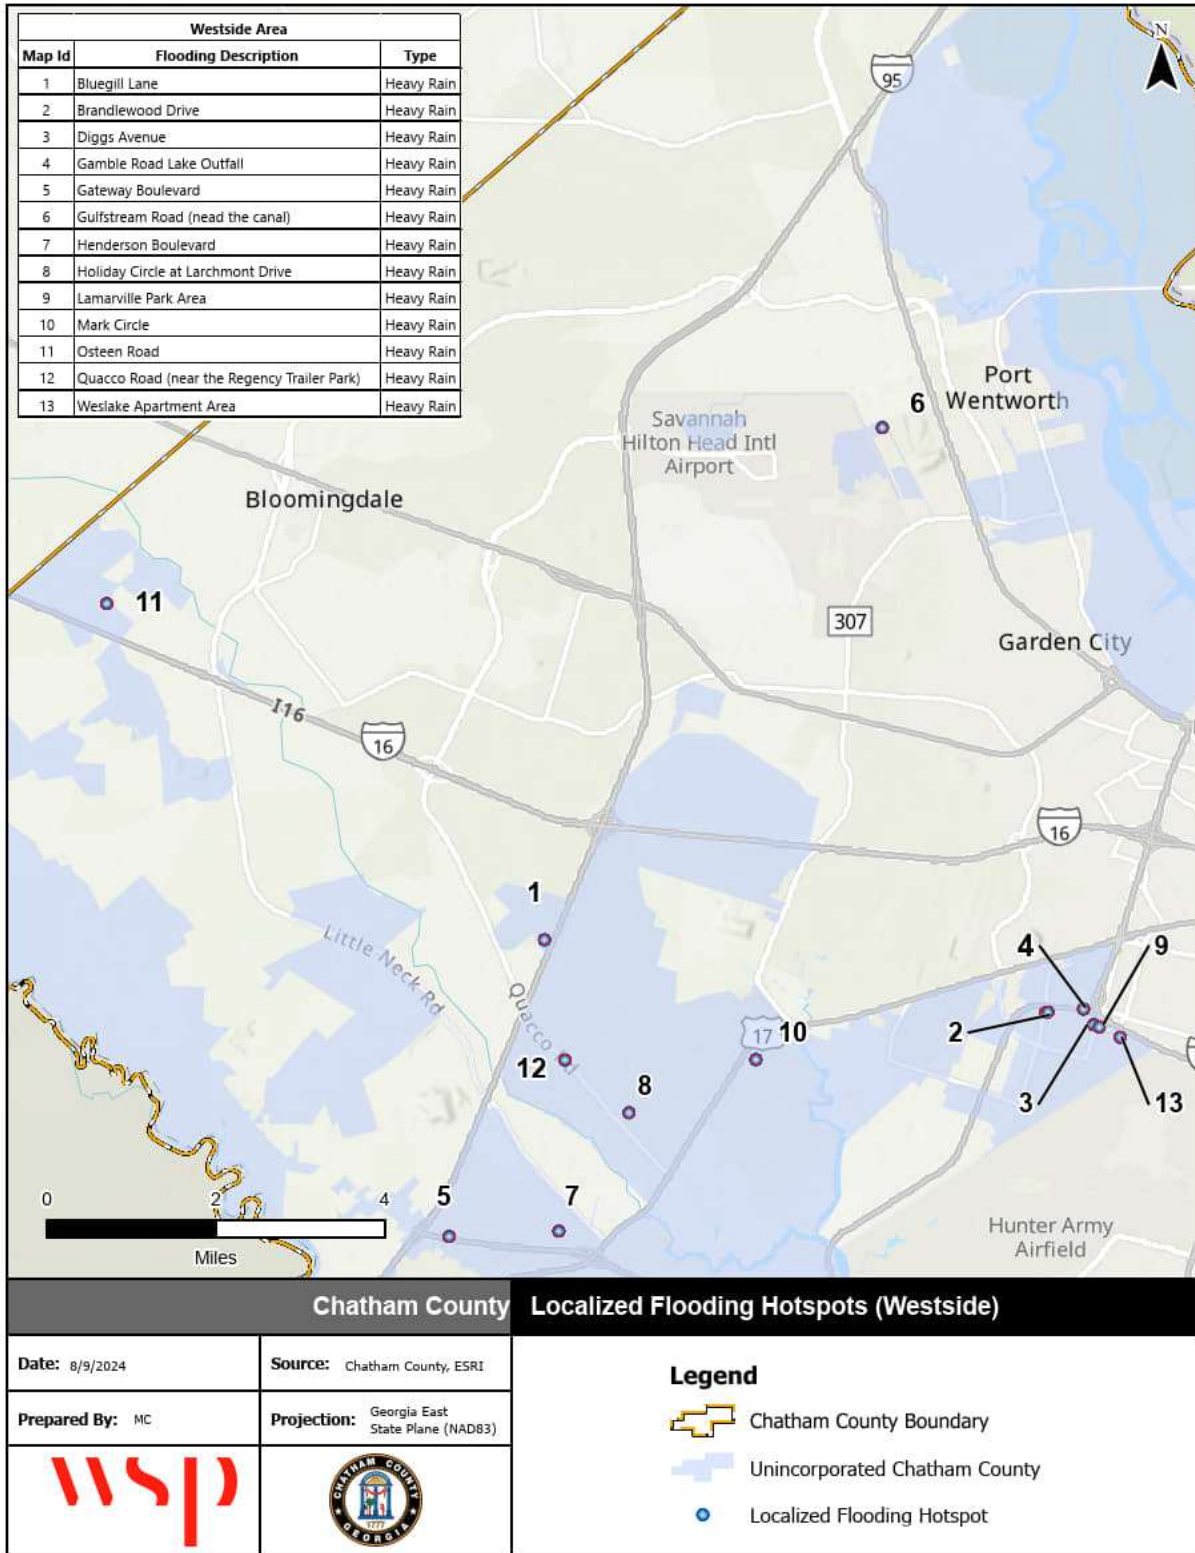 Westside Area
Map Id Flooding Description Type
1 Bluegill Lane Heavy Rain
2 Brandlewood Drive Heavy Rain
3 Diggs Avenue Heavy Rain
4 Gamble Road Lake Outfall Heavy Rain
5 Gateway Boulevard Heavy Rain
6 Gulfstream Road (nead the canal) Heavy Rain
7 Henderson Boulevard Heavy Rain
8 Holiday Circle at Larchmont Drive Heavy Rain
9 Lamarville Park Area Heavy Rain
10 Mark Circle Heavy Rain
11 Osteen Road Heavy Rain
12 Quacco Road (near the Regency Trailer Park) Heavy Rain
13 Weslake Apartment Area Heavy Rain
N
95
Port
Wentworth
6
Savannah
Hilton Head Intl
Airport
Bloomingdale
11
307
Garden City
I16
16
16
1
Little Neck Rd
Quacco Rd
4
9
2
17
10
12
8
3
13
5
7
Hunter Army
Airfield
0 2 4
Miles
Chatham County Localized Flooding Hotspots (Westside)
Date: 8/9/2024
Source: Chatham County, ESRI
Prepared By: MC
Projection: Georgia East
State Plane (NAD83)
wsp
CHATHAM COUNTY
1777
GEORGIA
Legend
Chatham County Boundary
Unincorporated Chatham County
Localized Flooding Hotspot